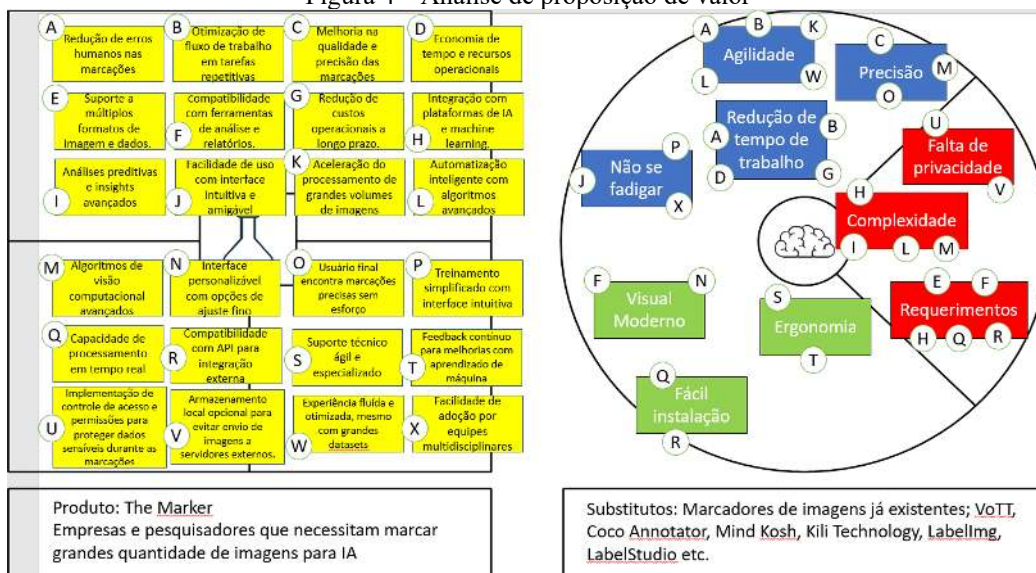 Figura 4 - Análise de proposição de valor
A
Redução de erros
humanos nas
marcações
B
Otimização de
fluxo de trabalho
em tarefas
repetitivas
C
Melhoria na
qualidade e
precisão das
marcações
D
Economia de
tempo e recursos
operacionais
E
Suporte a
múltiplos
formatos de
imagem e dados.
F
Compatibilidade
com ferramentas
de análise e
relatórios.
G
Redução de
custos
operacionais a
longo prazo.
H
Integração com
plataformas de IA
e machine
learning.
I
Análises preditivas
e insights
avançados
J
Facilidade de uso
com interface
Intuitiva e
amigável
K
Aceleração do
processamento de
grandes volumes
de imagens
L
Automatização
inteligente com
algoritmos
avançados
M
Algoritmos de
visão
computacional
avançados
N
Interface
personalizável
com opções de
ajuste fino
O
Usuário final
encontra marcações
precisas sem
esforço
P
Treinamento
simplificado com
interface intuitiva
Q
Capacidade de
processamento
em tempo real
R
Compatibilidade
com API para
integração
externa
S
Suporte técnico
ágil e
especializado
T
Feedback contínuo
para melhorias com
aprendizado de
máquina
U
Implementação de
controle de acesso e
permissões para
proteger dados
sensíveis durante as
marcações
V
Armazenamento
local opcional para
evitar envio de
imagens a
servidores externos.
W
Experiência fluída e
otimizada, mesmo
com grandes
datasets
X
Facilidade de
adoção por
equipes
multidisciplinares
Produto: The Marker
Empresas e pesquisadores que necessitam marcar
grandes quantidade de imagens para IA
A B K
Agilidade
L W
C
Precisão
M
O
A B
Redução de
tempo de
trabalho
D G
P
Não se
fadigar
J X
U
Falta de
privacidade
V
H
Complexidade
I L M
E F
Requerimentos
H Q R
F N
Visual
Moderno
S
Ergonomia
T
Q
Fácil
instalação
R
Substitutos: Marcadores de imagens já existentes; VoTT,
Coco Annotator, Mind Kosh, Kili Technology, LabelImg,
LabelStudio etc.